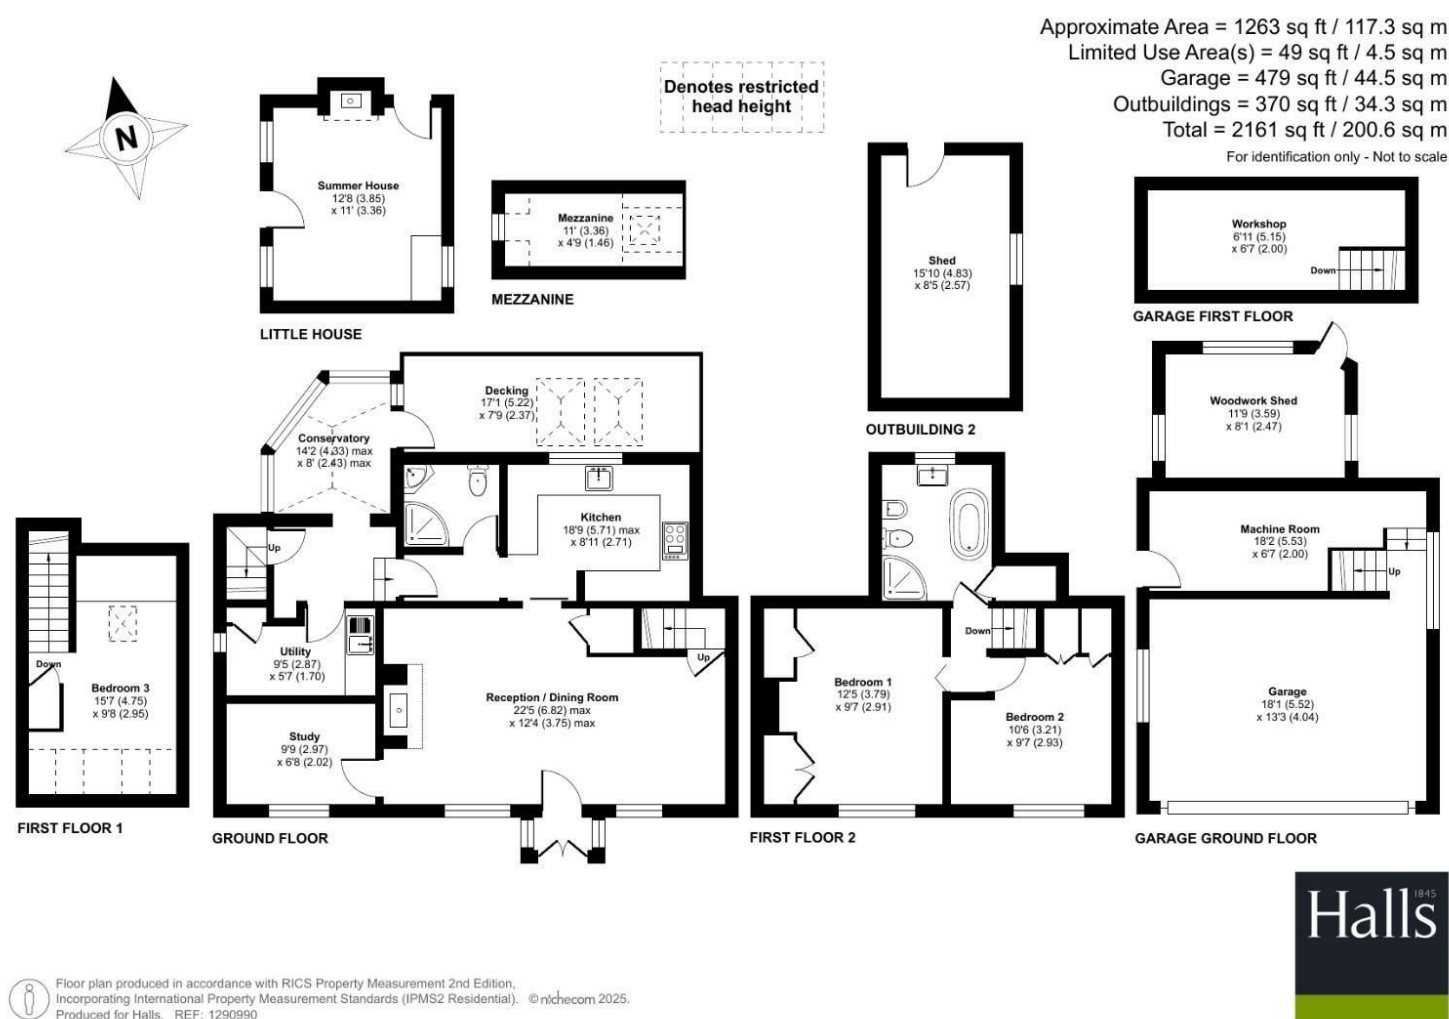 Approximate Area = 1263 sq ft / 117.3 sq m
Limited Use Area(s) = 49 sq ft / 4.5 sq m
Garage = 479 sq ft / 44.5 sq m
Outbuildings = 370 sq ft / 34.3 sq m
Total = 2161 sq ft / 200.6 sq m
For identification only - Not to scale
Denotes restricted
head height
N
Summer House
12'8 (3.85)
x 11' (3.36)
LITTLE HOUSE
Mezzanine
11' (3.36)
x 4'9 (1.46)
MEZZANINE
Shed
15'10 (4.83)
x 8'5 (2.57)
OUTBUILDING 2
Workshop
6'11 (5.15)
x 6'7 (2.00)
Down
GARAGE FIRST FLOOR
Decking
17'1 (5.22)
x 7'9 (2.37)
Conservatory
14'2 (4.33) max
x 8' (2.43) max
Kitchen
18'9 (5.71) max
x 8'11 (2.71)
Up
Utility
9'5 (2.87)
x 5'7 (1.70)
Up
Reception / Dining Room
22'5 (6.82) max
x 12'4 (3.75) max
Study
9'9 (2.97)
x 6'8 (2.02)
GROUND FLOOR
Down
Bedroom 3
15'7 (4.75)
x 9'8 (2.95)
FIRST FLOOR 1
Down
Bedroom 1
12'5 (3.79)
x 9'7 (2.91)
Bedroom 2
10'6 (3.21)
x 9'7 (2.93)
FIRST FLOOR 2
Woodwork Shed
11'9 (3.59)
x 8'1 (2.47)
Machine Room
18'2 (5.53)
x 6'7 (2.00)
Up
Garage
18'1 (5.52)
x 13'3 (4.04)
GARAGE GROUND FLOOR
Halls
1845
Floor plan produced in accordance with RICS Property Measurement 2nd Edition,
Incorporating International Property Measurement Standards (IPMS2 Residential). © nichecom 2025.
Produced for Halls. REF: 1290990